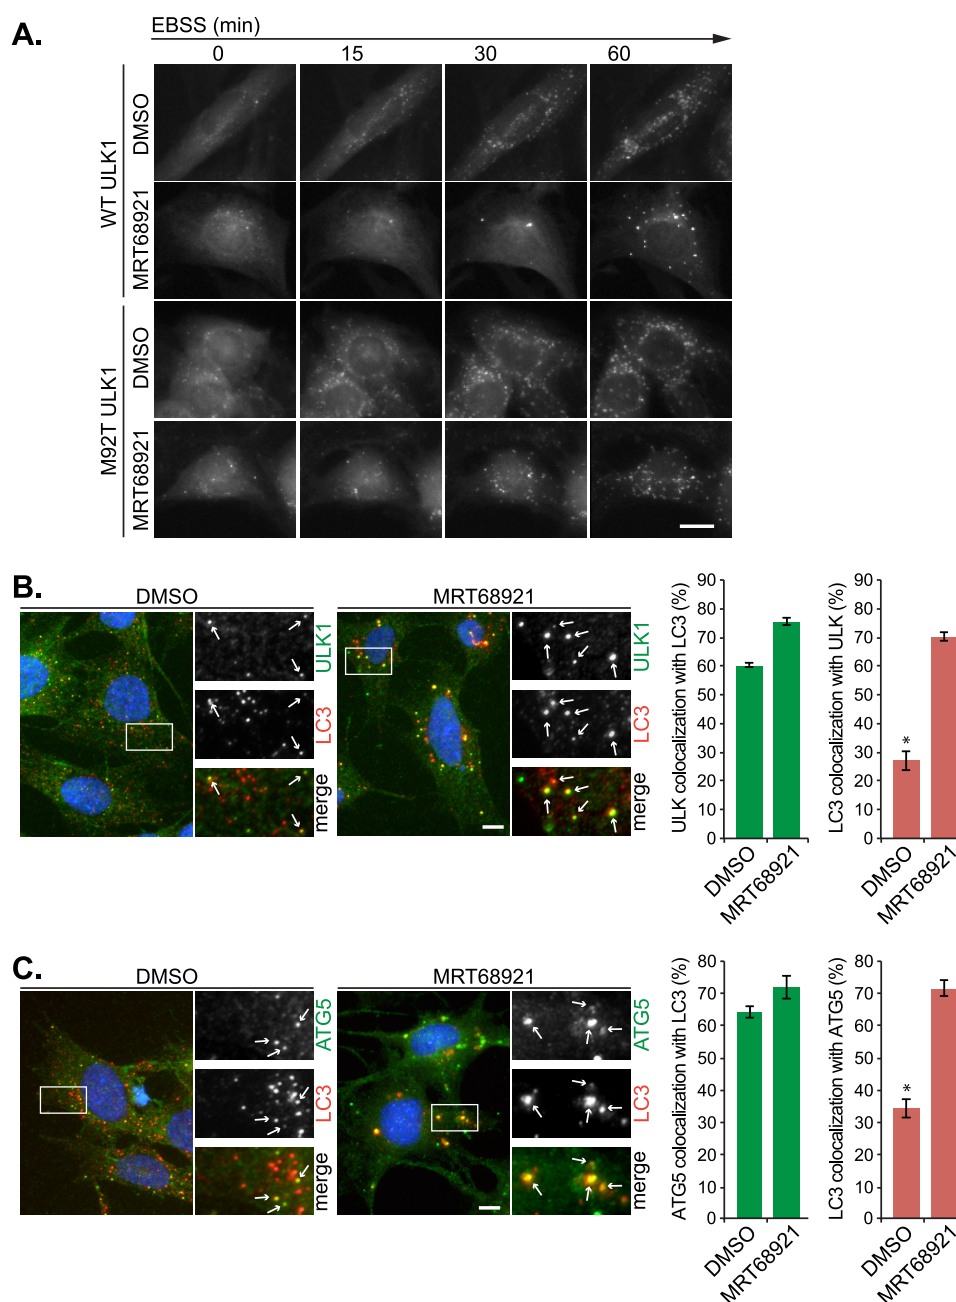 A.
EBSS (min)
0 15 30 60
WT ULK1
DMSO
MRT68921
M92T ULK1
DMSO
MRT68921
B.
DMSO
MRT68921
ULK1
LC3
merge
ULK1
LC3
merge
ULK colocalization with LC3 (%)
90
80
70
60
50
40
30
20
10
0
DMSO
MRT68921
LC3 colocalization with ULK (%)
90
80
70
60
50
40
30
20
10
0
*
DMSO
MRT68921
C.
DMSO
MRT68921
ATG5
LC3
merge
ATG5
LC3
merge
ATG5 colocalization with LC3 (%)
80
70
60
50
40
30
20
10
0
DMSO
MRT68921
LC3 colocalization with ATG5 (%)
80
70
60
50
40
30
20
10
0
*
DMSO
MRT68921